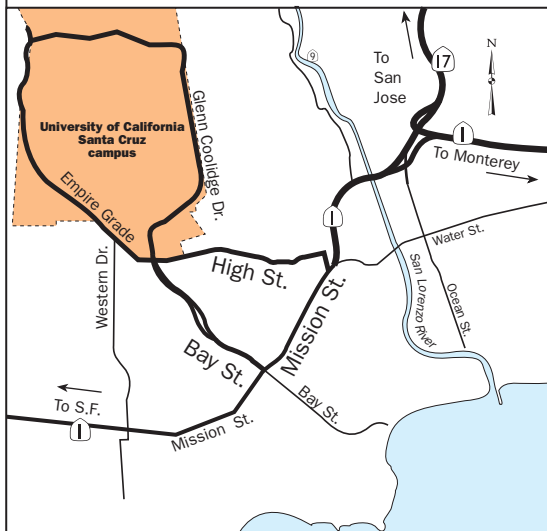 9
To
San
Jose
17
N
University of California
Santa Cruz
campus
Glenn Coolidge Dr.
1
To Monterey
Empire Grade
1
Water St.
High St.
Western Dr.
Mission St.
San Lorenzo
River
Ocean St.
Bay St.
To S.F.
1
Mission St.
Bay St.